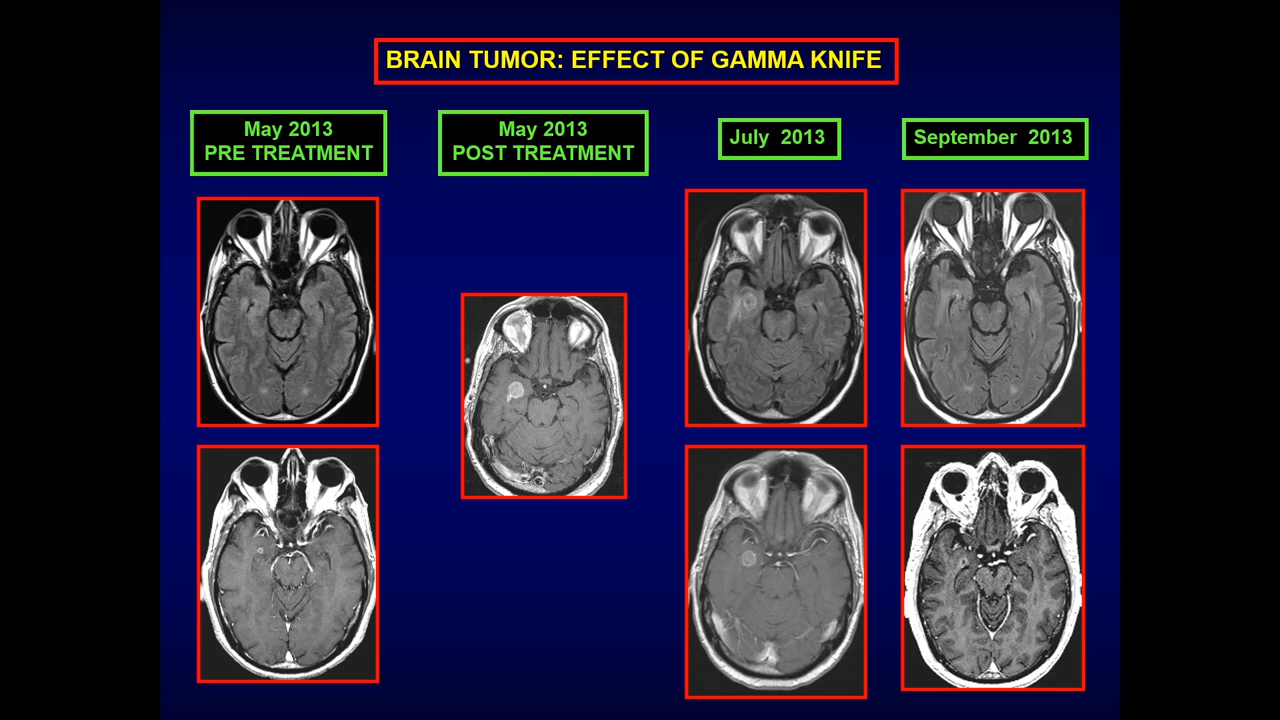 BRAIN TUMOR: EFFECT OF GAMMA KNIFE
May 2013
PRE TREATMENT
May 2013
POST TREATMENT
July 2013
September 2013